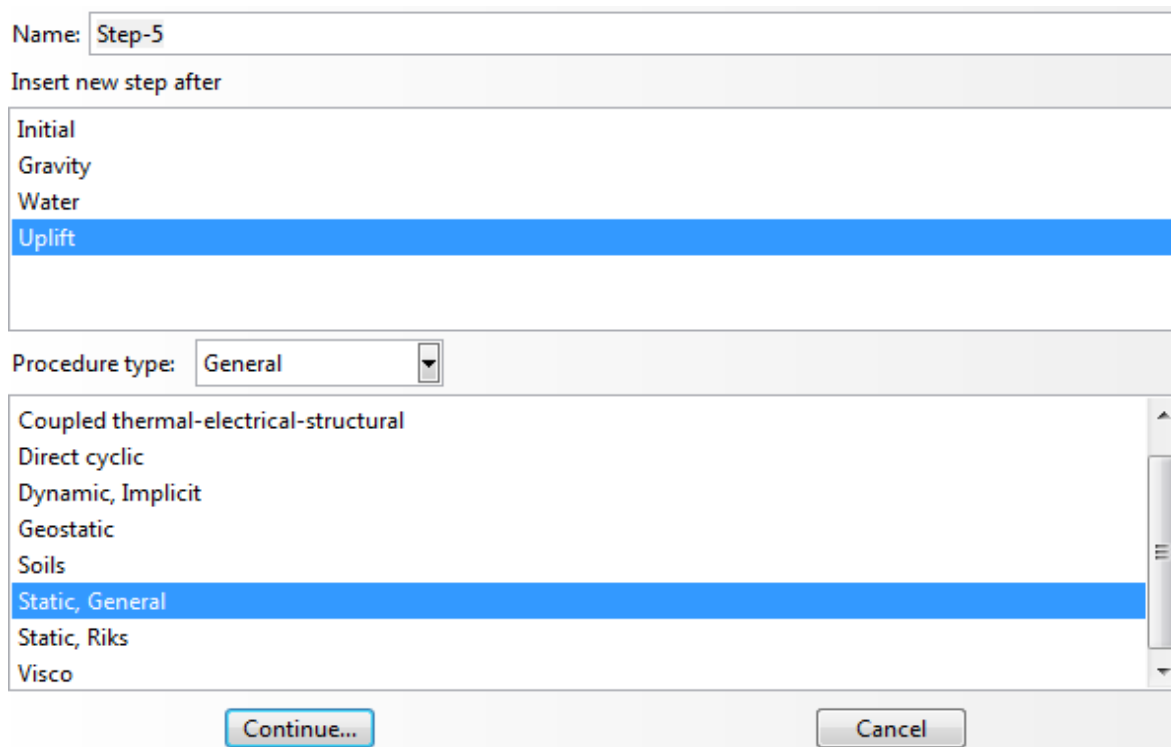 Name: Step-5
Insert new step after
Initial
Gravity
Water
Uplift
Procedure type: General
Coupled thermal-electrical-structural
Direct cyclic
Dynamic, Implicit
Geostatic
Soils
Static, General
Static, Riks
Visco
Continue... Cancel